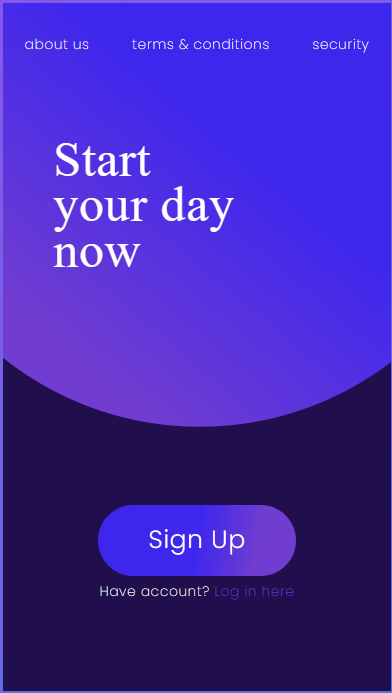 about us terms & conditions security
Start
your day
now
Sign Up
Have account? Log in here